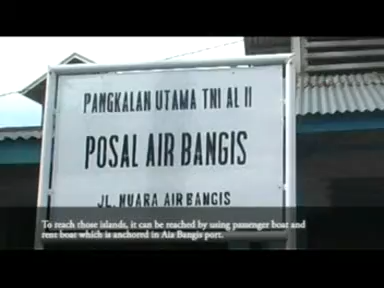 PANGKALAN UTAMA TNI AL II
POSAL AIR BANGIS
JL. MUARA AIR BANGIS
To reach those islands, it can be reached by using passenger boat and
rent boat which is anchored in Aia Bangis port.